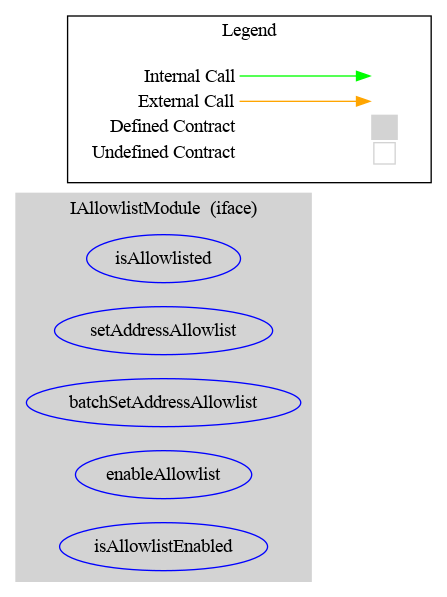 Legend
Internal Call
External Call
Defined Contract
Undefined Contract
IAllowlistModule (iface)
isAllowlisted
setAddressAllowlist
batchSetAddressAllowlist
enableAllowlist
isAllowlistEnabled